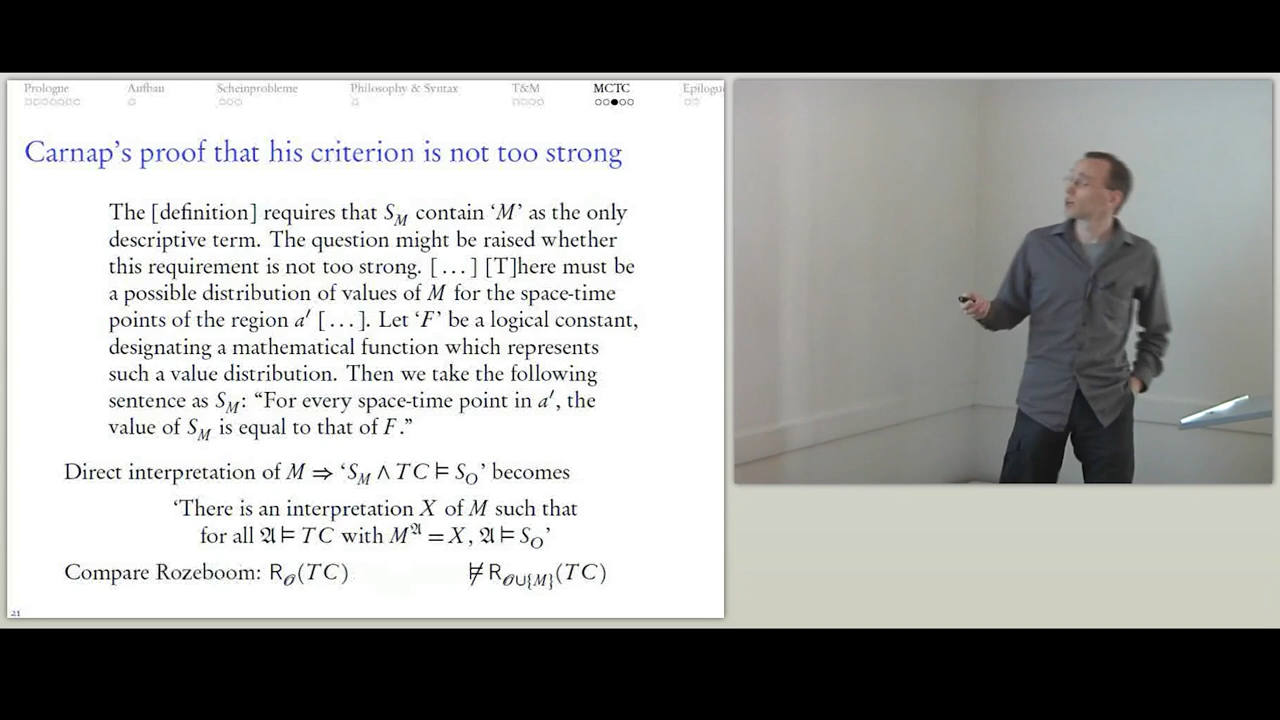 Prologue Aufbau Scheinprobleme Philosophy & Syntax T&M MCTC Epilogu
Carnap's proof that his criterion is not too strong
The [definition] requires that S_M contain ‘M’ as the only
descriptive term. The question might be raised whether
this requirement is not too strong. [...] [T]here must be
a possible distribution of values of M for the space-time
points of the region a′ [...]. Let ‘F’ be a logical constant,
designating a mathematical function which represents
such a value distribution. Then we take the following
sentence as S_M: “For every space-time point in a′, the
value of S_M is equal to that of F.”
Direct interpretation of M ⇒ ‘S_M ∧ TC ⊨ S_O’ becomes
‘There is an interpretation X of M such that
for all 𝔄 ⊨ TC with M^𝔄 = X, 𝔄 ⊨ S_O’
Compare Rozeboom: R_𝒪(TC) ⊭ R_𝒪∪{M}(TC)
21